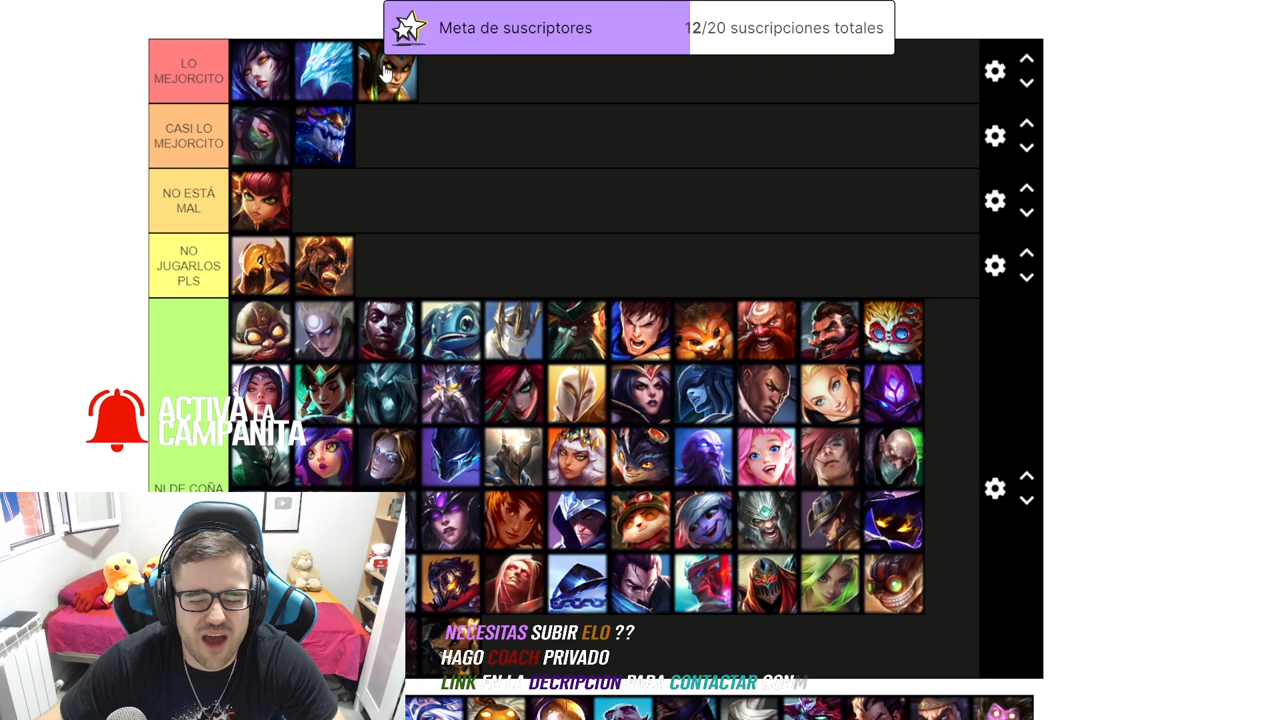 Meta de suscriptores
12/20 suscripciones totales
LO
MEJORCITO
CASI LO
MEJORCITO
NO ESTÁ
MAL
NO
JUGARLOS
PLS
ACTIVA LA
CAMPANITA
NI DE COÑA
NECESITAS SUBIR ELO ??
HAGO COACH PRIVADO
LINK EN LA DECRIPCION PARA CONTACTAR CONM